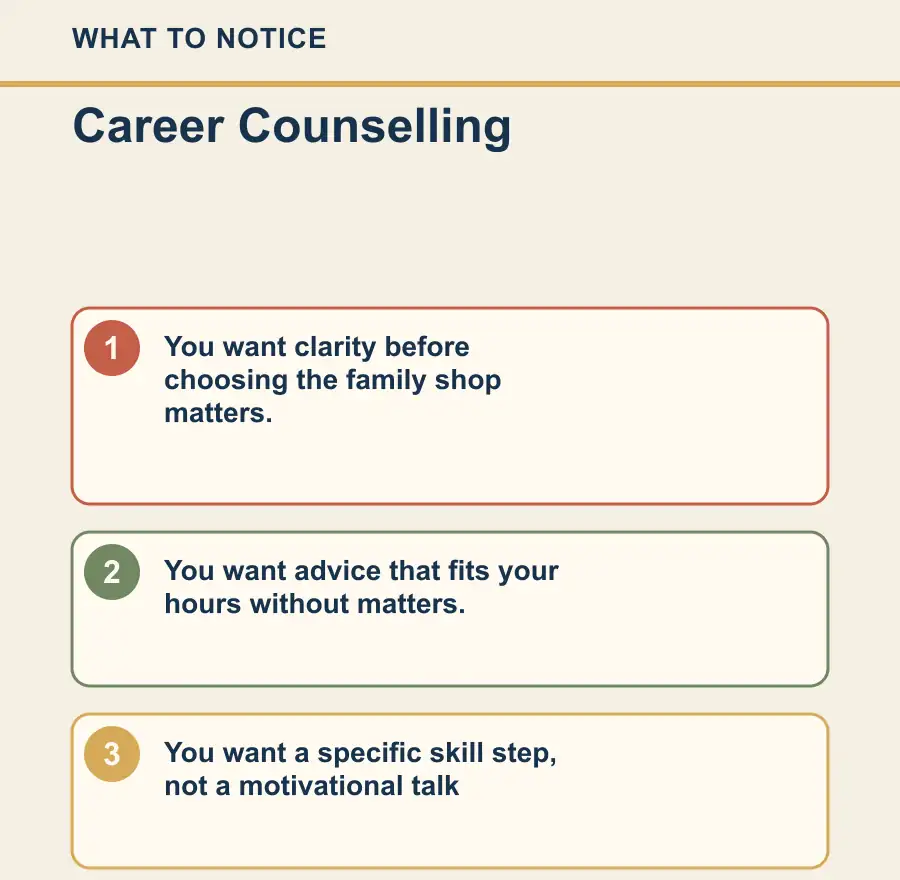 WHAT TO NOTICE
Career Counselling
1
You want clarity before
choosing the family shop
matters.
2
You want advice that fits your
hours without matters.
3
You want a specific skill step,
not a motivational talk